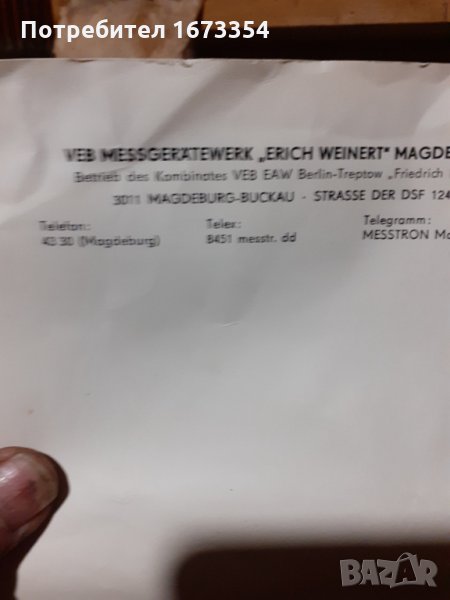 Потребител 1673354
VEB MESSGERÄTEWERK „ERICH WEINERT" MAGDE
Betrieb des Kombinates VEB EAW Berlin-Treptow „Friedrich
3011 MAGDEBURG-BUCKAU · STRASSE DER DSF 124
Telefon: Telex: Telegramm:
43 30 (Magdeburg) 8451 messtr. dd MESSTRON Ma
BAZAR